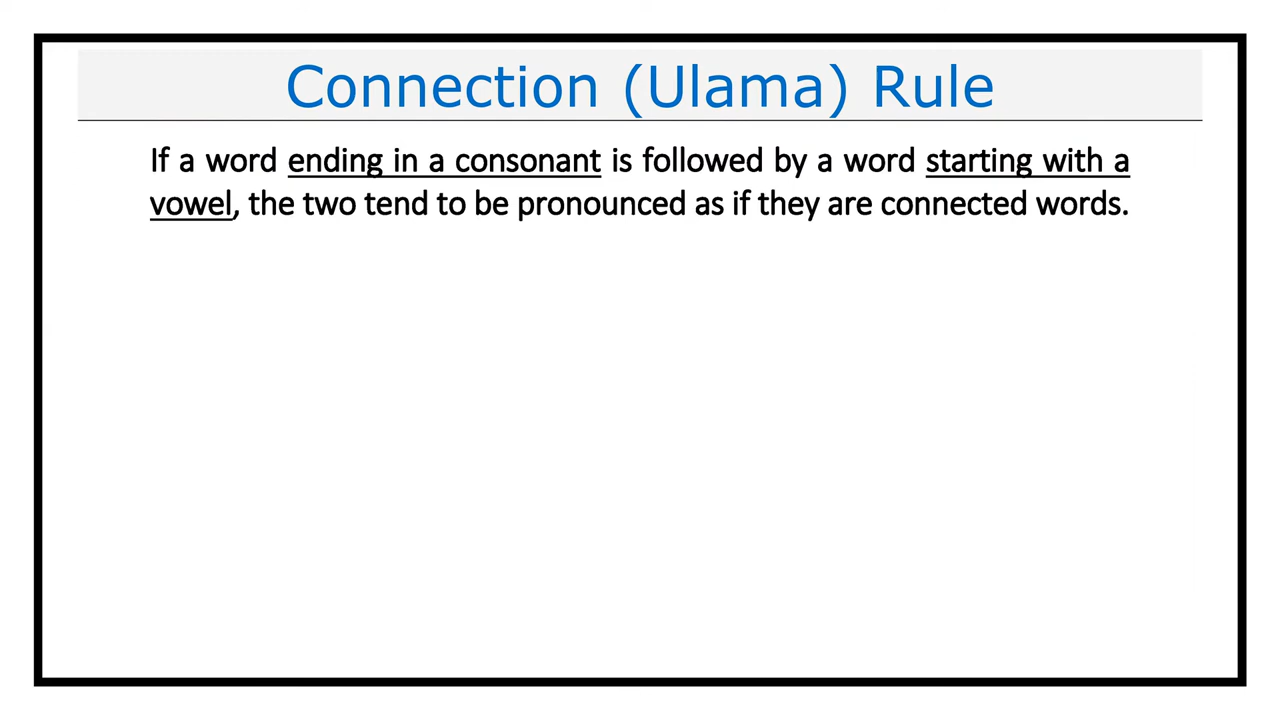 Connection (Ulama) Rule
If a word ending in a consonant is followed by a word starting with a
vowel, the two tend to be pronounced as if they are connected words.